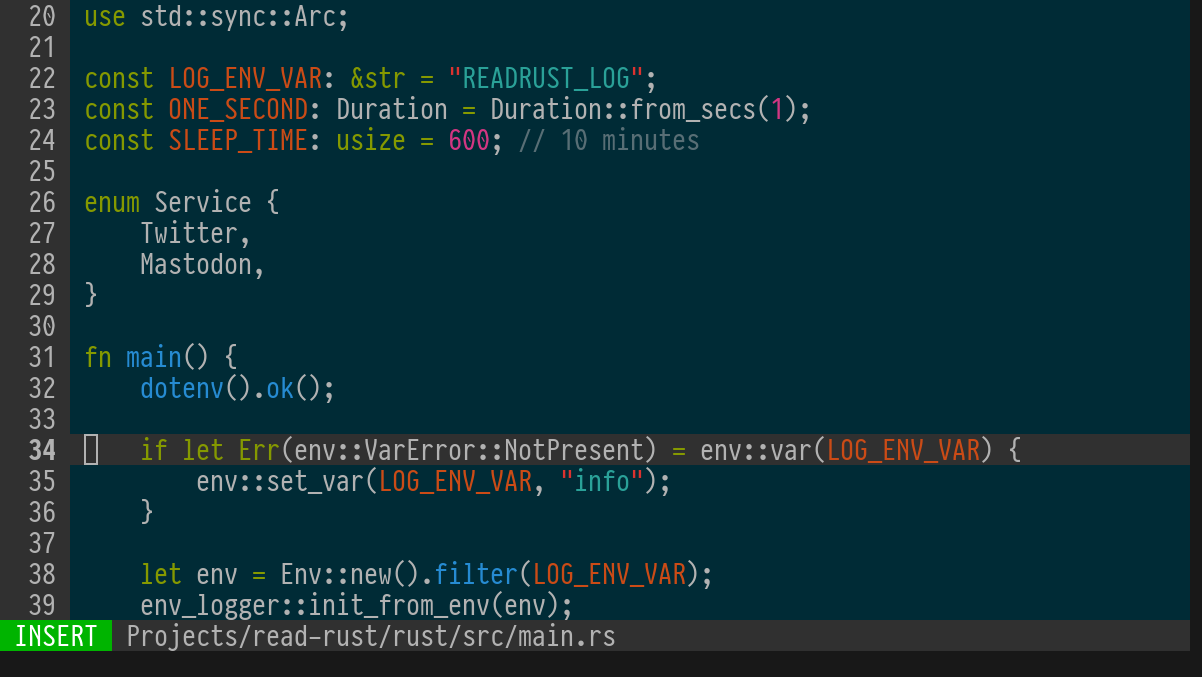 20 use std::sync::Arc;
21
22 const LOG_ENV_VAR: &str = "READRUST_LOG";
23 const ONE_SECOND: Duration = Duration::from_secs(1);
24 const SLEEP_TIME: usize = 600; // 10 minutes
25
26 enum Service {
27     Twitter,
28     Mastodon,
29 }
30
31 fn main() {
32     dotenv().ok();
33
34     if let Err(env::VarError::NotPresent) = env::var(LOG_ENV_VAR) {
35         env::set_var(LOG_ENV_VAR, "info");
36     }
37
38     let env = Env::new().filter(LOG_ENV_VAR);
39     env_logger::init_from_env(env);
INSERT Projects/read-rust/rust/src/main.rs